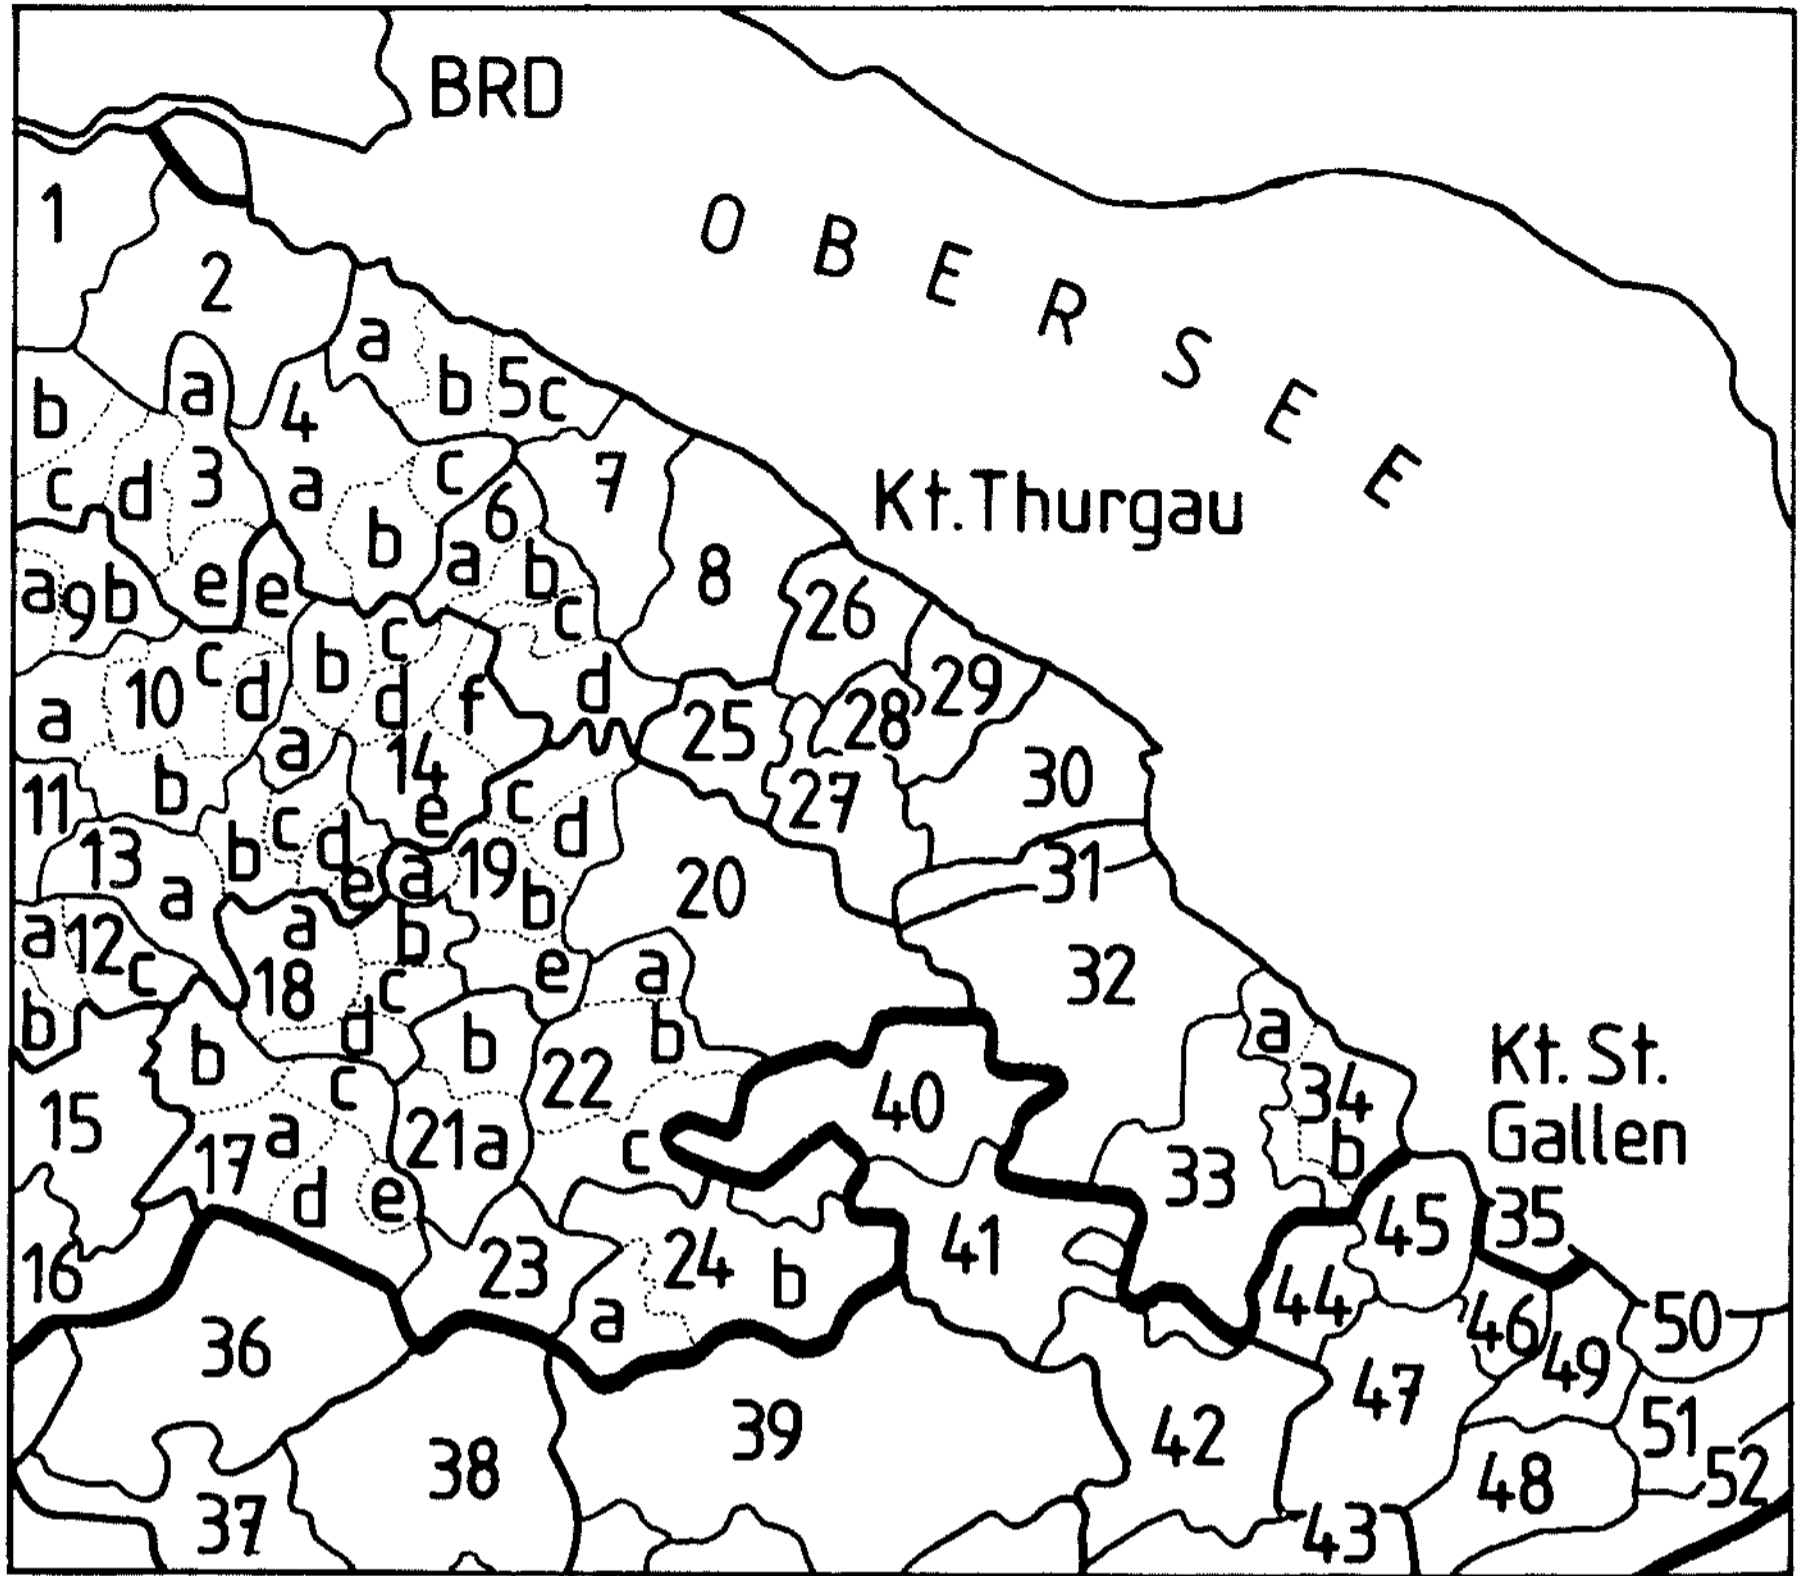 BRD
OBERSEE
Kt. Thurgau
Kt. St.
Gallen
1
2
a
b 5c
b
a
4
c
d
3
a
c
b
e
6
a
b
c
d
7
8
a 9 b
e
26
29
28
25
27
30
31
a
10
c
d
b
b
c
d
f
a
14
e
11
13
a
b
c
d
e
a
19
c
d
b
e
20
a
12
c
b
a
18
b
c
d
32
15
b
c
17
a
d
e
b
21a
22
a
b
c
40
33
a
34
b
16
23
24
a
b
41
44
45
35
46
49
50
36
37
38
39
42
47
43
48
51
52